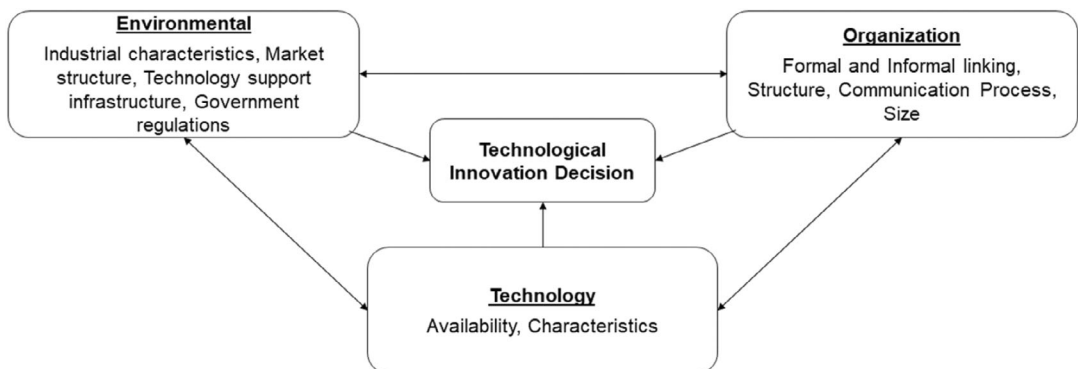 Environmental
Industrial characteristics, Market
structure, Technology support
infrastructure, Government
regulations
Organization
Formal and Informal linking,
Structure, Communication Process,
Size
Technological
Innovation Decision
Technology
Availability, Characteristics